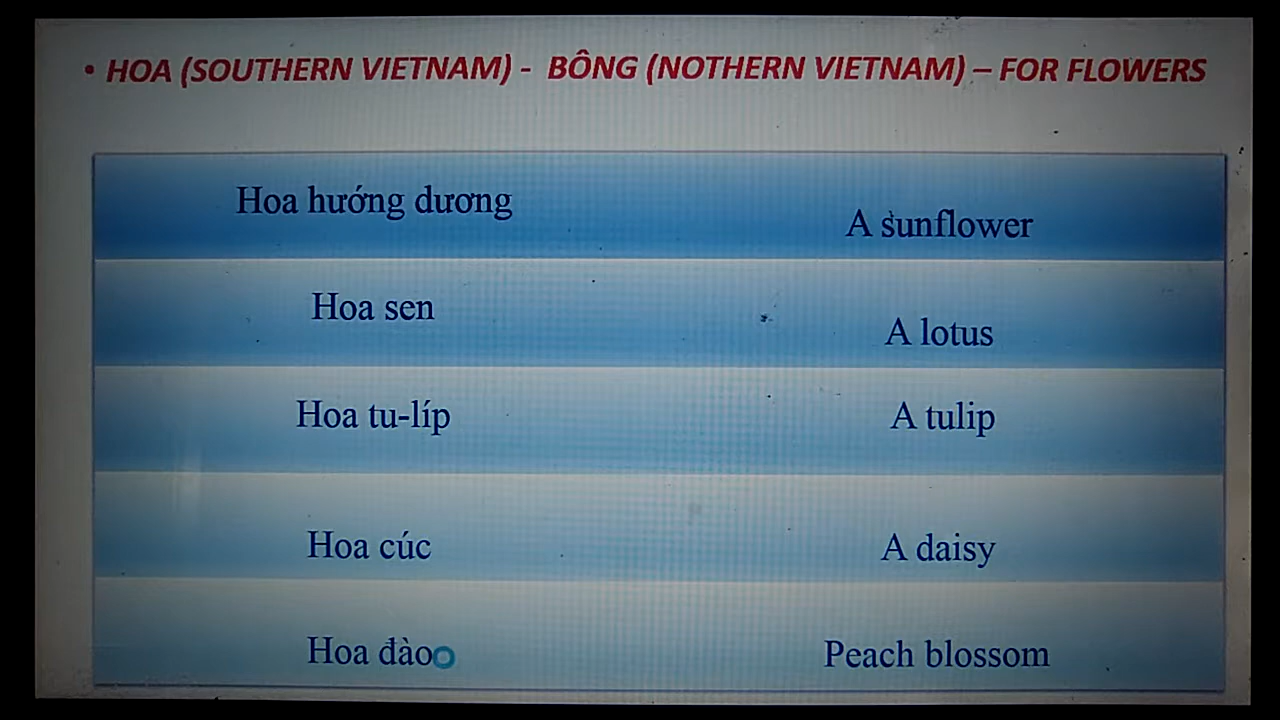 • HOA (SOUTHERN VIETNAM) - BÔNG (NOTHERN VIETNAM) – FOR FLOWERS
Hoa hướng dương
A sunflower
Hoa sen
A lotus
Hoa tu-líp
A tulip
Hoa cúc
A daisy
Hoa đào
Peach blossom